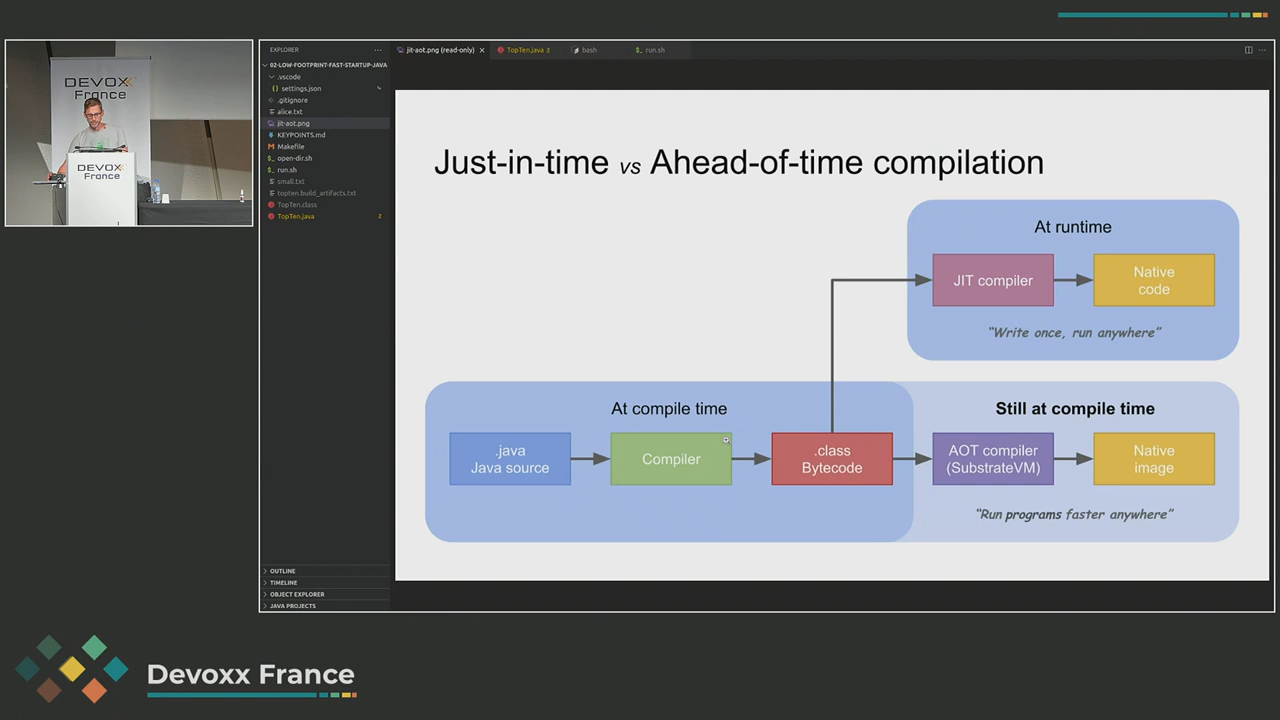 DEVOXX
France
DEVOXX
France
EXPLORER
02-LOW-FOOTPRINT-FAST-STARTUP-JAVA
.vscode
{} settings.json
.gitignore
alice.txt
jit-aot.png
KEYPOINTS.md
Makefile
open-dir.sh
run.sh
small.txt
topten.build_artifacts.txt
TopTen.class
TopTen.java 2
OUTLINE
TIMELINE
OBJECT EXPLORER
JAVA PROJECTS
jit-aot.png (read-only) TopTen.java 2 bash run.sh
Just-in-time vs Ahead-of-time compilation
At runtime
JIT compiler
Native
code
“Write once, run anywhere”
At compile time
.java
Java source
Compiler
.class
Bytecode
Still at compile time
AOT compiler
(SubstrateVM)
Native
image
“Run programs faster anywhere”
Devoxx France